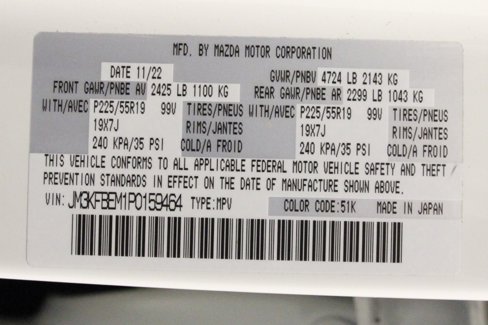 MFD. BY MAZDA MOTOR CORPORATION
DATE 11/22 GVWR/PNBV 4724 LB 2143 KG
FRONT GAWR/PNBE AV 2425 LB 1100 KG REAR GAWR/PNBE AR 2299 LB 1043 KG
WITH/AVEC P225/55R19 99V TIRES/PNEUS WITH/AVEC P225/55R19 99V TIRES/PNEUS
19X7J RIMS/JANTES 19X7J RIMS/JANTES
240 KPA/35 PSI COLD/A FROID 240 KPA/35 PSI COLD/A FROID
THIS VEHICLE CONFORMS TO ALL APPLICABLE FEDERAL MOTOR VEHICLE SAFETY AND THEFT
PREVENTION STANDARDS IN EFFECT ON THE DATE OF MANUFACTURE SHOWN ABOVE.
VIN: JM3KFBEM1P0159464 TYPE: MPV COLOR CODE: 51K MADE IN JAPAN